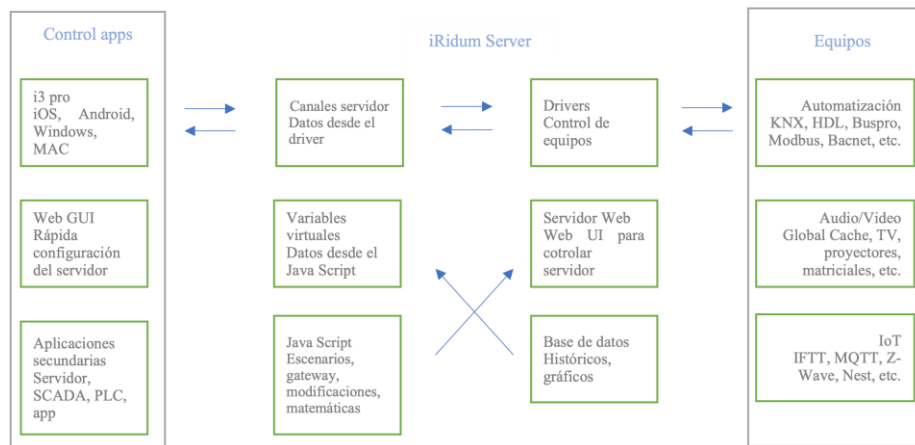 Control apps
i3 pro
iOS, Android,
Windows,
MAC
Web GUI
Rápida
configuración
del servidor
Aplicaciones
secundarias
Servidor,
SCADA, PLC,
app
iRidum Server
Canales servidor
Datos desde el
driver
Variables
virtuales
Datos desde el
Java Script
Java Script
Escenarios,
gateway,
modificaciones,
matemáticas
Drivers
Control de
equipos
Servidor Web
Web UI para
cotrolar
servidor
Base de datos
Históricos,
gráficos
Equipos
Automatización
KNX, HDL, Buspro,
Modbus, Bacnet, etc.
Audio/Video
Global Cache, TV,
proyectores,
matriciales, etc.
IoT
IFTT, MQTT, Z-
Wave, Nest, etc.